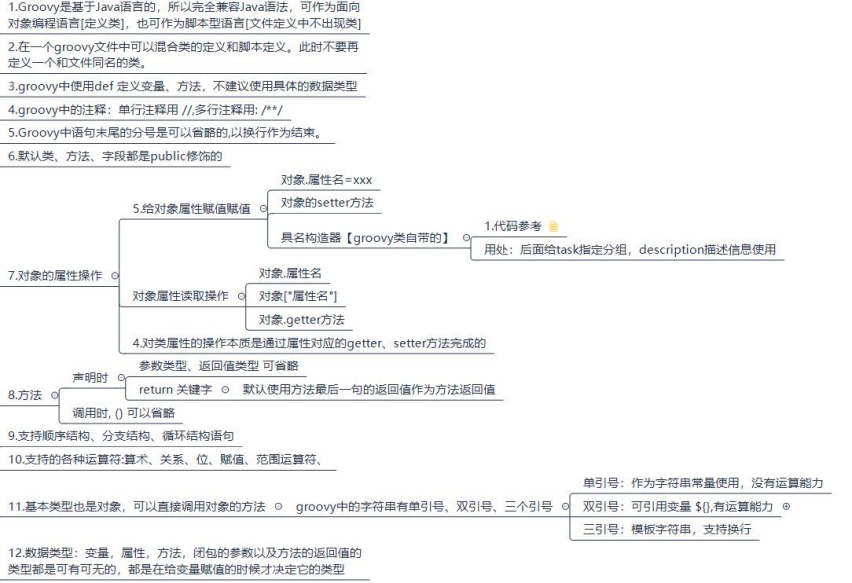 1.Groovy是基于Java语言的，所以完全兼容Java语法，可作为面向
对象编程语言[定义类]，也可作为脚本型语言[文件定义中不出现类]
2.在一个groovy文件中可以混合类的定义和脚本定义。此时不要再
定义一个和文件同名的类。
3.groovy中使用def 定义变量、方法，不建议使用具体的数据类型
4.groovy中的注释：单行注释用 //,多行注释用: /**/
5.Groovy中语句末尾的分号是可以省略的,以换行作为结束。
6.默认类、方法、字段都是public修饰的
7.对象的属性操作
5.给对象属性赋值赋值
对象.属性名=xxx
对象的setter方法
具名构造器【groovy类自带的】
1.代码参考
用处：后面给task指定分组，description描述信息使用
对象属性读取操作
对象.属性名
对象["属性名"]
对象.getter方法
4.对类属性的操作本质是通过属性对应的getter、setter方法完成的
8.方法
声明时
参数类型、返回值类型 可省略
return 关键字
默认使用方法最后一句的返回值作为方法返回值
调用时, () 可以省略
9.支持顺序结构、分支结构、循环结构语句
10.支持的各种运算符:算术、关系、位、赋值、范围运算符、
11.基本类型也是对象，可以直接调用对象的方法
groovy中的字符串有单引号、双引号、三个引号
单引号：作为字符串常量使用，没有运算能力
双引号：可引用变量 ${},有运算能力
三引号：模板字符串，支持换行
12.数据类型：变量，属性，方法，闭包的参数以及方法的返回值的
类型都是可有可无的，都是在给变量赋值的时候才决定它的类型